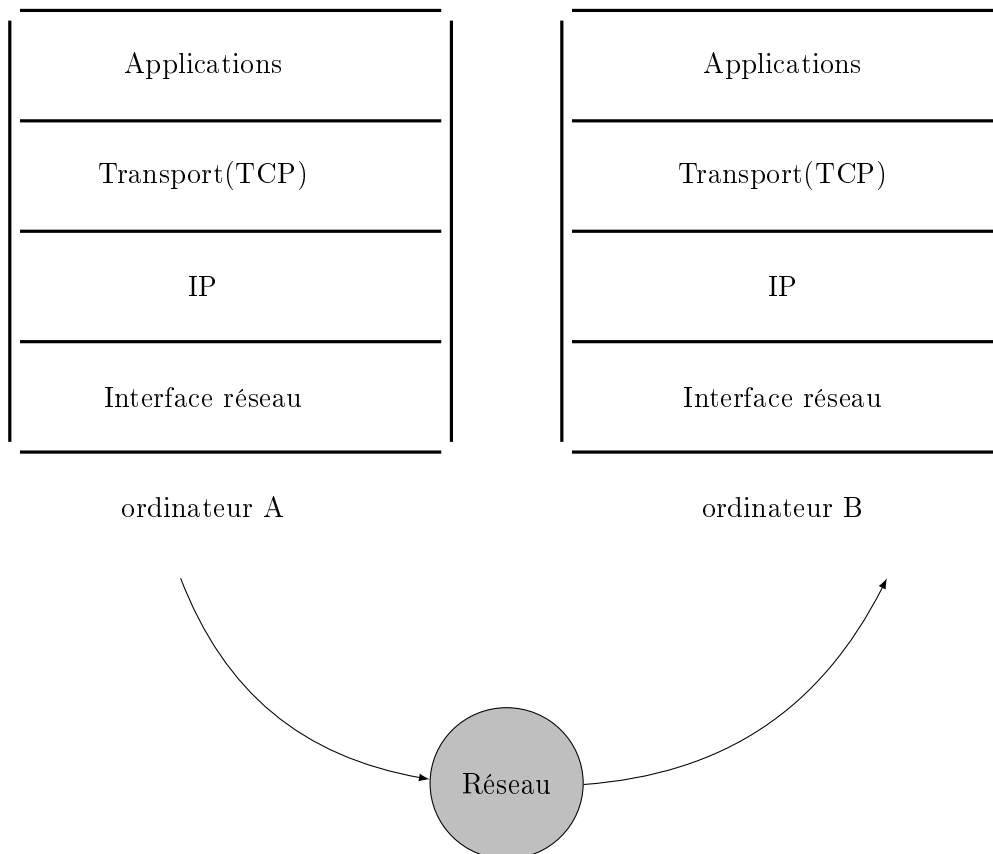 Applications
Transport(TCP)
IP
Interface réseau
ordinateur A
Applications
Transport(TCP)
IP
Interface réseau
ordinateur B
Réseau